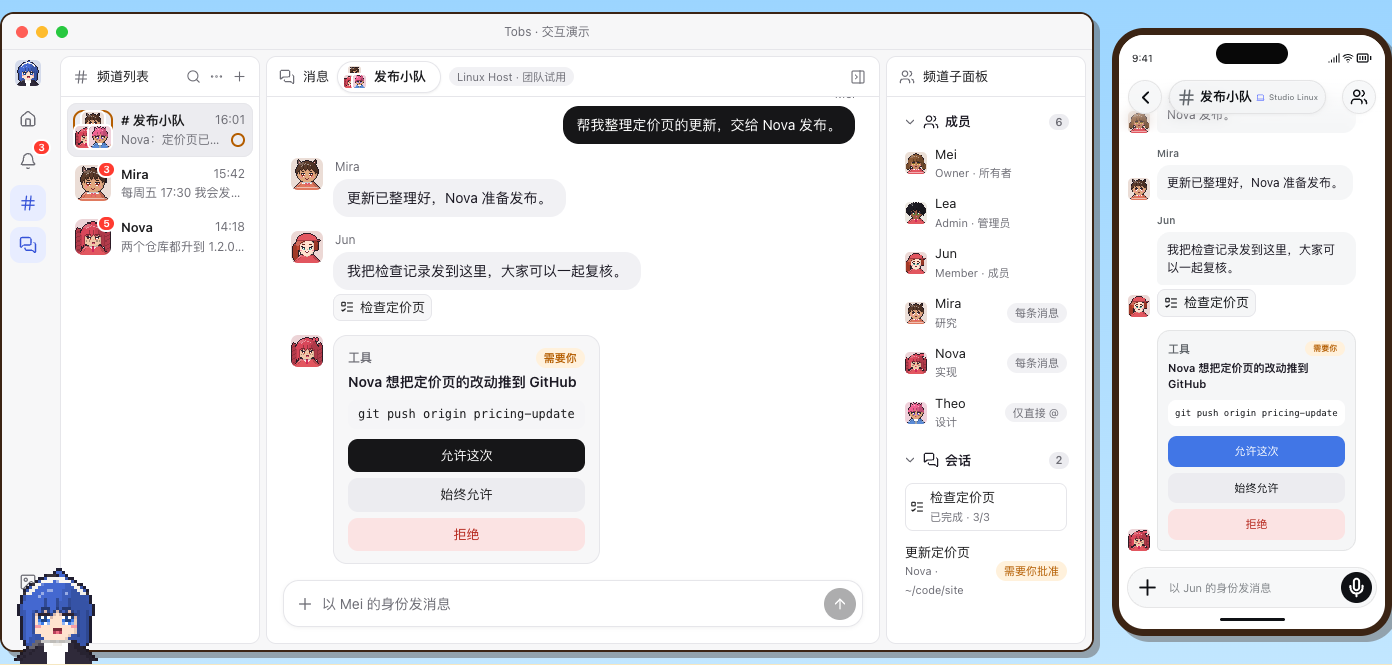 Tobs · 交互演示
频道列表
# 发布小队
16:01
Nova：定价页已...
3
Mira
15:42
每周五 17:30 我会发...
3
Nova
14:18
两个仓库都升到 1.2.0...
5
消息
发布小队
Linux Host · 团队试用
帮我整理定价页的更新，交给 Nova 发布。
Mira
更新已整理好，Nova 准备发布。
Jun
我把检查记录发到这里，大家可以一起复核。
检查定价页
工具
需要你
Nova 想把定价页的改动推到 GitHub
git push origin pricing-update
允许这次
始终允许
拒绝
以 Mei 的身份发消息
频道子面板
成员
6
Mei
Owner · 所有者
Lea
Admin · 管理员
Jun
Member · 成员
Mira
研究
每条消息
Nova
实现
每条消息
Theo
设计
仅直接 @
会话
2
检查定价页
已完成 · 3/3
更新定价页
Nova ·
~/code/site
需要你批准
9:41
# 发布小队
Studio Linux
Nova 发布。
Mira
更新已整理好，Nova 准备发布。
Jun
我把检查记录发到这里，大家可
以一起复核。
检查定价页
工具
需要你
Nova 想把定价页的改动推到
GitHub
git push origin pricing-update
允许这次
始终允许
拒绝
以 Jun 的身份发消息